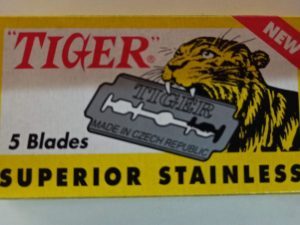 NEW
"TIGER"®
TIGER
MADE IN CZECH REPUBLIC
5 Blades
SUPERIOR STAINLESS